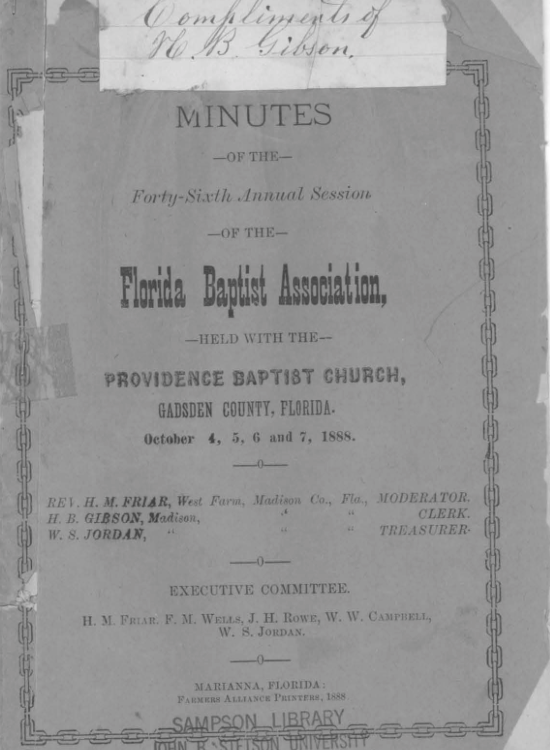 Compliments of
H. B. Gibson.
MINUTES
—OF THE—
Forty-Sixth Annual Session
—OF THE—
Florida Baptist Association,
—HELD WITH THE—
PROVIDENCE BAPTIST CHURCH,
GADSDEN COUNTY, FLORIDA.
October 4, 5, 6 and 7, 1888.
—0—
REV. H. M. FRIAR, West Farm, Madison Co., Fla., MODERATOR.
H. B. GIBSON, Madison, " " CLERK.
W. S. JORDAN, " " " TREASURER-
—0—
EXECUTIVE COMMITTEE.
H. M. FRIAR. F. M. WELLS, J. H. ROWE, W. W. CAMPBELL,
W. S. JORDAN.
—0—
MARIANNA, FLORIDA:
FARMERS ALLIANCE PRINTERS, 1888
SAMPSON LIBRARY
JOHN B. STETSON UNIVERSITY